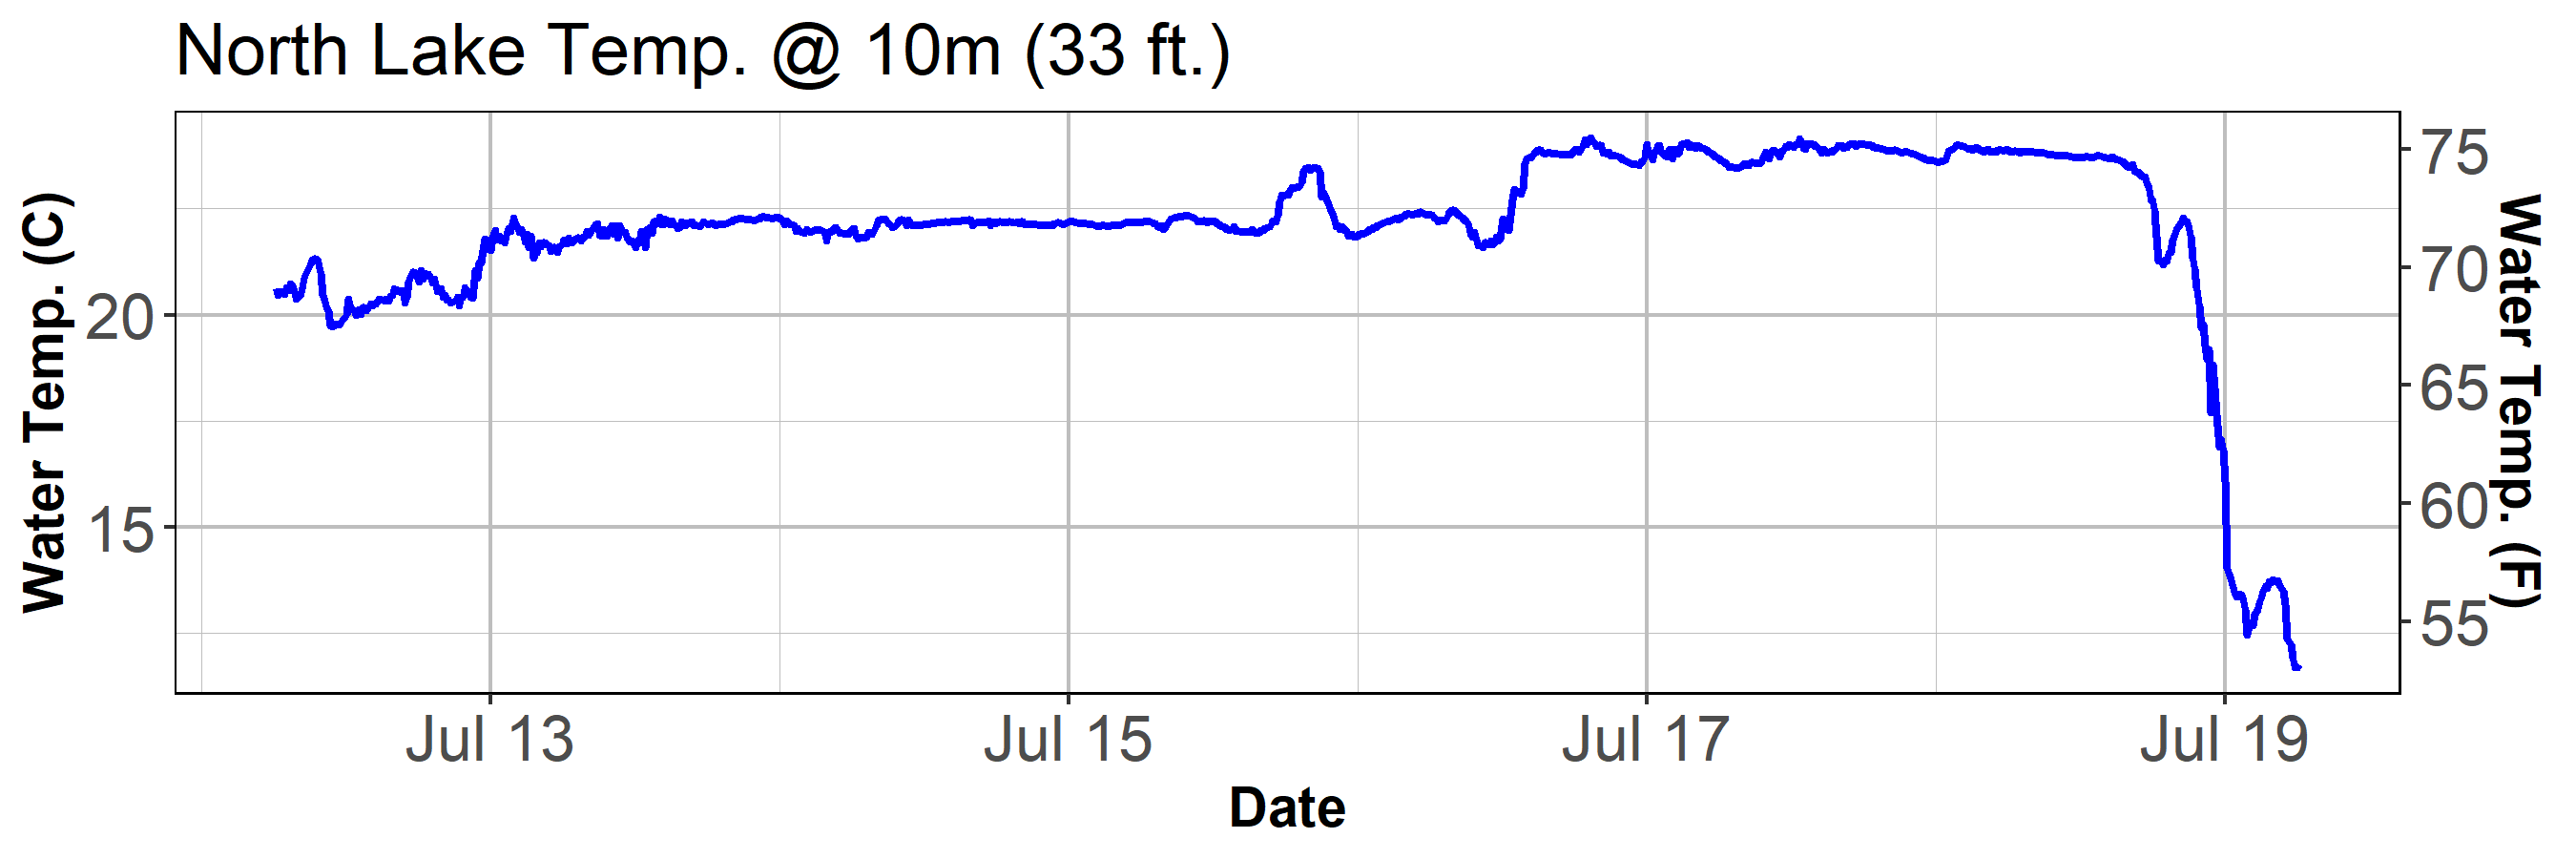 North Lake Temp. @ 10m (33 ft.)
Water Temp. (C)
20
15
75
70
65
60
55
Water Temp. (F)
Jul 13
Jul 15
Jul 17
Jul 19
Date